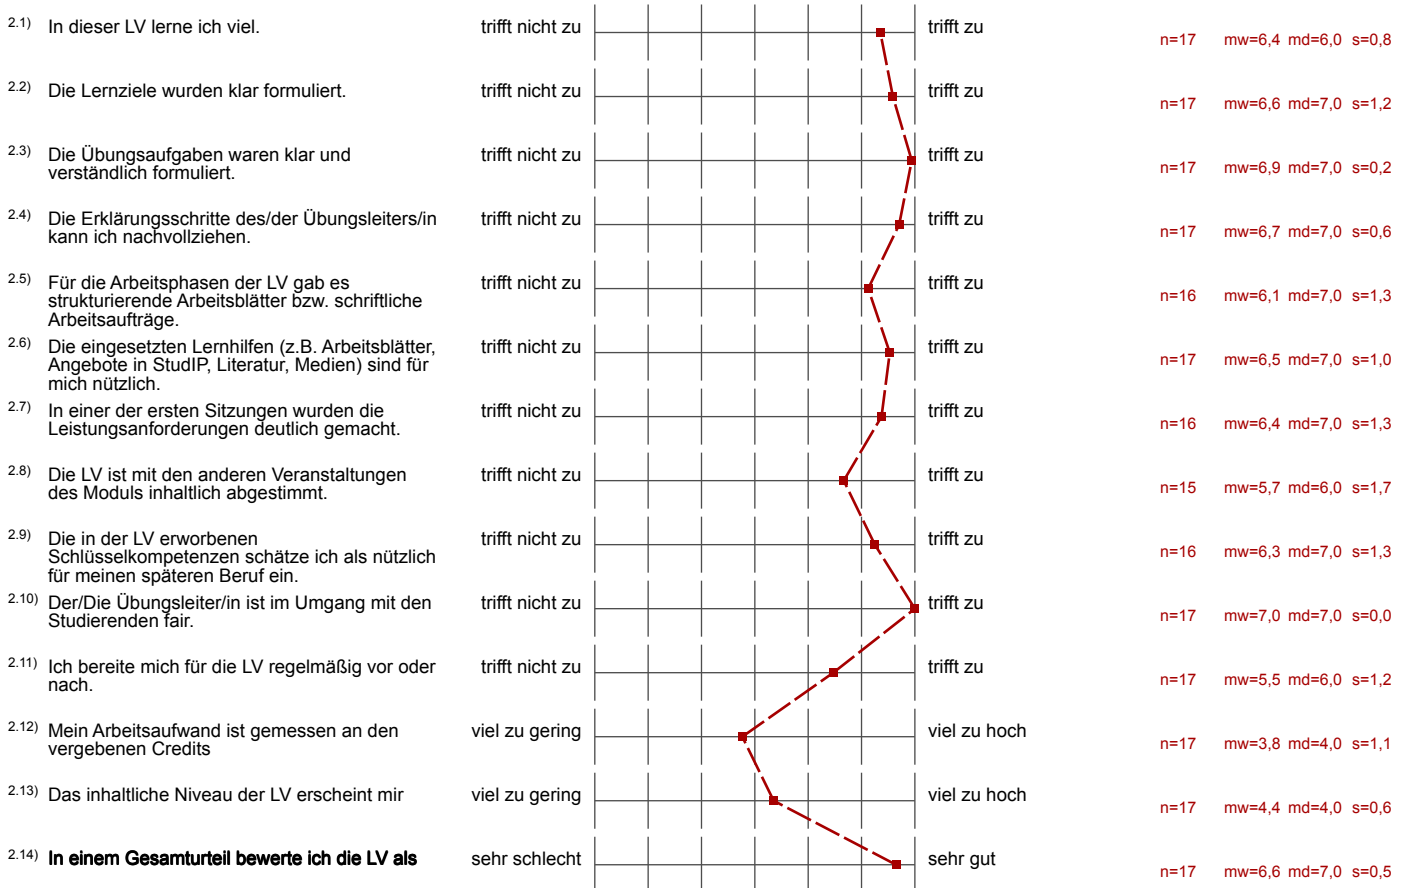 2.1) In dieser LV lerne ich viel. trifft nicht zu trifft zu n=17 mw=6,4 md=6,0 s=0,8
2.2) Die Lernziele wurden klar formuliert. trifft nicht zu trifft zu n=17 mw=6,6 md=7,0 s=1,2
2.3) Die Übungsaufgaben waren klar und trifft nicht zu trifft zu n=17 mw=6,9 md=7,0 s=0,2
verständlich formuliert.
2.4) Die Erklärungsschritte des/der Übungsleiters/in trifft nicht zu trifft zu n=17 mw=6,7 md=7,0 s=0,6
kann ich nachvollziehen.
2.5) Für die Arbeitsphasen der LV gab es trifft nicht zu trifft zu n=16 mw=6,1 md=7,0 s=1,3
strukturierende Arbeitsblätter bzw. schriftliche
Arbeitsaufträge.
2.6) Die eingesetzten Lernhilfen (z.B. Arbeitsblätter, trifft nicht zu trifft zu n=17 mw=6,5 md=7,0 s=1,0
Angebote in StudIP, Literatur, Medien) sind für
mich nützlich.
2.7) In einer der ersten Sitzungen wurden die trifft nicht zu trifft zu n=16 mw=6,4 md=7,0 s=1,3
Leistungsanforderungen deutlich gemacht.
2.8) Die LV ist mit den anderen Veranstaltungen trifft nicht zu trifft zu n=15 mw=5,7 md=6,0 s=1,7
des Moduls inhaltlich abgestimmt.
2.9) Die in der LV erworbenen trifft nicht zu trifft zu n=16 mw=6,3 md=7,0 s=1,3
Schlüsselkompetenzen schätze ich als nützlich
für meinen späteren Beruf ein.
2.10) Der/Die Übungsleiter/in ist im Umgang mit den trifft nicht zu trifft zu n=17 mw=7,0 md=7,0 s=0,0
Studierenden fair.
2.11) Ich bereite mich für die LV regelmäßig vor oder trifft nicht zu trifft zu n=17 mw=5,5 md=6,0 s=1,2
nach.
2.12) Mein Arbeitsaufwand ist gemessen an den viel zu gering viel zu hoch n=17 mw=3,8 md=4,0 s=1,1
vergebenen Credits
2.13) Das inhaltliche Niveau der LV erscheint mir viel zu gering viel zu hoch n=17 mw=4,4 md=4,0 s=0,6
2.14) In einem Gesamturteil bewerte ich die LV als sehr schlecht sehr gut n=17 mw=6,6 md=7,0 s=0,5